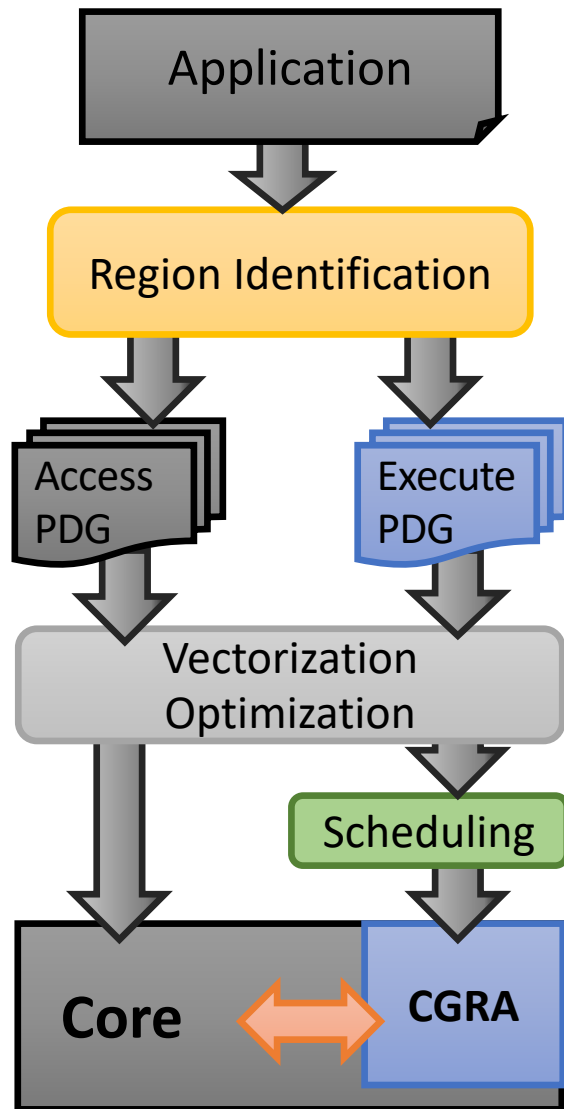 Application
Region Identification
Access
PDG
Execute
PDG
Vectorization
Optimization
Scheduling
Core
CGRA